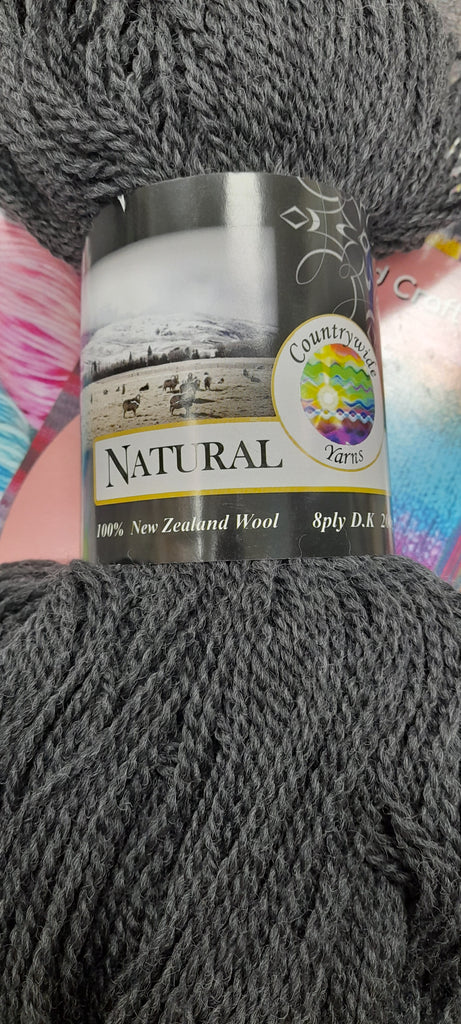 Countrywide
Yarns
NATURAL
100% New Zealand Wool 8ply D.K